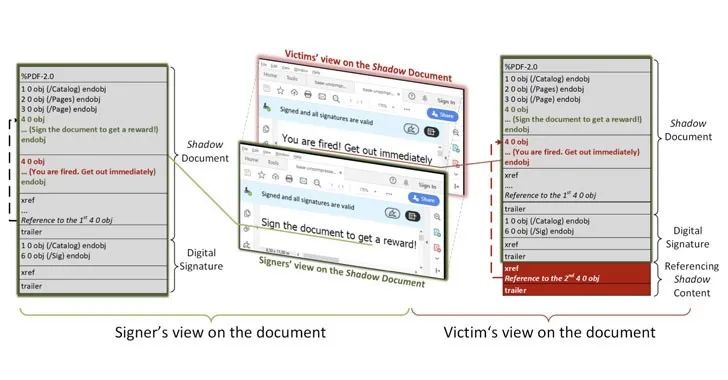 %PDF-2.0
1 0 obj (/Catalog) endobj
2 0 obj (/Pages) endobj
3 0 obj (/Page) endobj
4 0 obj
... (Sign the document to get a reward!)
endobj
4 0 obj
... (You are fired. Get out immediately)
endobj
xref
...
Reference to the 1st 4 0 obj
trailer
1 0 obj (/Catalog) endobj
6 0 obj (/Sig) endobj
xref
trailer
Shadow
Document
Digital
Signature
Victims' view on the Shadow Document
Home
Tools
Sign In
Share
Signed and all signatures are valid
You are fired! Get out immediately
Home
Tools
Sign In
Share
Signed and all signatures are valid
Sign the document to get a reward!
Signers' view on the Shadow Document
%PDF-2.0
1 0 obj (/Catalog) endobj
2 0 obj (/Pages) endobj
3 0 obj (/Page) endobj
4 0 obj
... (Sign the document to get a reward!)
endobj
4 0 obj
... (You are fired. Get out immediately)
endobj
xref
....
Reference to the 1st 4 0 obj
trailer
1 0 obj (/Catalog) endobj
6 0 obj (/Sig) endobj
xref
trailer
xref
Reference to the 2nd 4 0 obj
trailer
Shadow
Document
Digital
Signature
Referencing
Shadow
Content
Signer's view on the document
Victim's view on the document